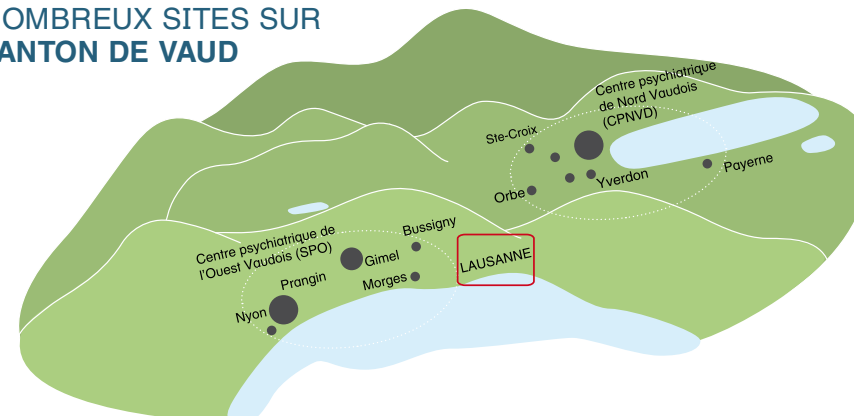 OMBREUX SITES SUR
ANTON DE VAUD
Centre psychiatrique
de Nord Vaudois
(CPNVD)
Ste-Croix
Payerne
Yverdon
Orbe
Bussigny
Centre psychiatrique de
l'Ouest Vaudois (SPO)
LAUSANNE
Gimel
Prangin
Morges
Nyon